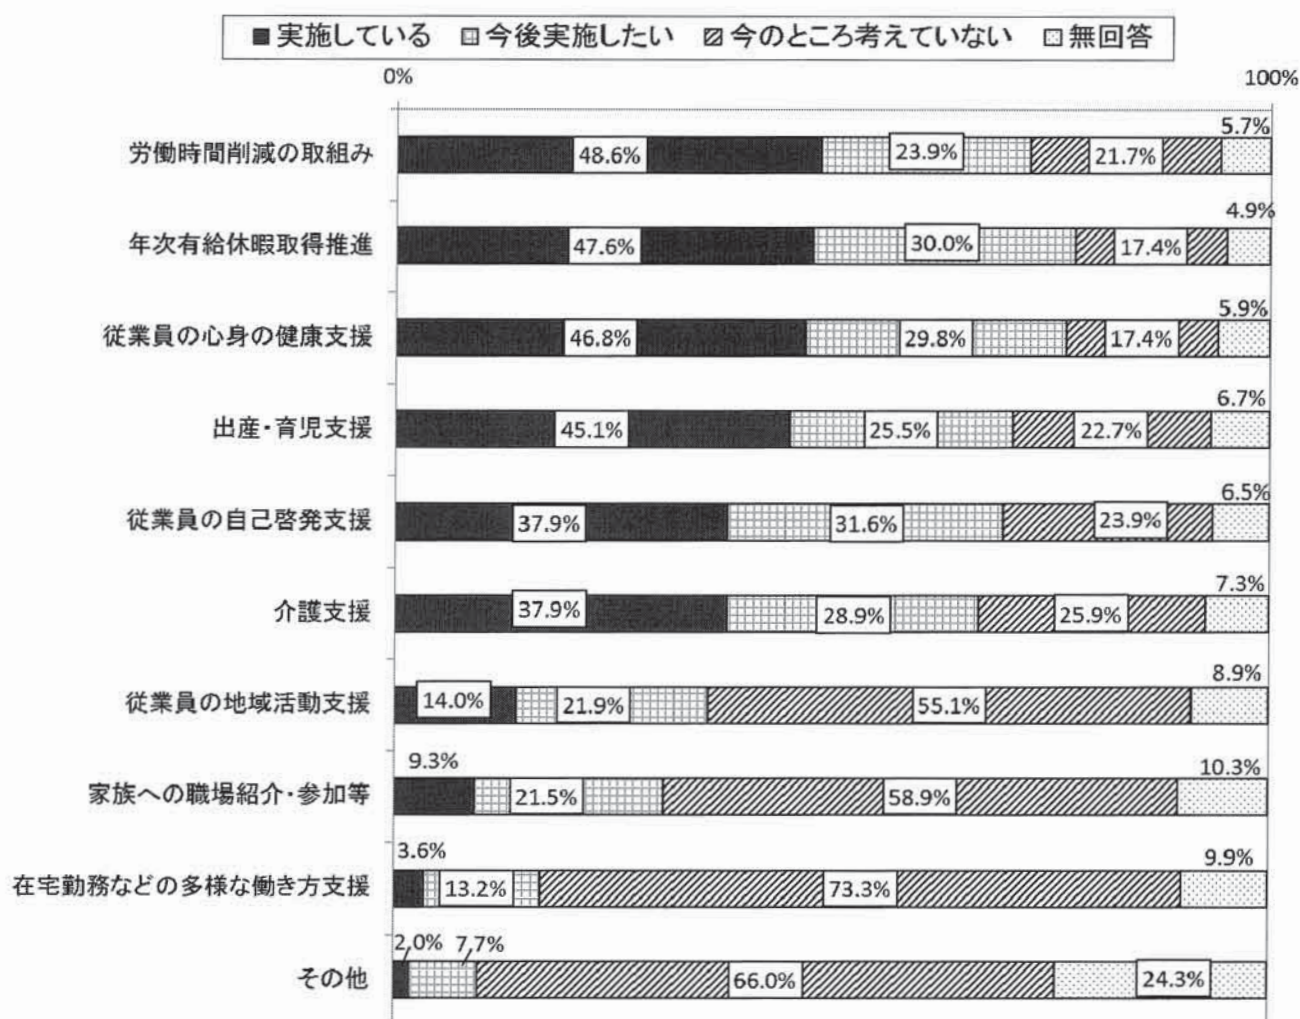 ■実施している 田今後実施したい 今のところ考えていない 無回答
0% 100%
労働時間削減の取組み 48.6% 23.9% 21.7% 5.7%
年次有給休暇取得推進 47.6% 30.0% 17.4% 4.9%
従業員の心身の健康支援 46.8% 29.8% 17.4% 5.9%
出産・育児支援 45.1% 25.5% 22.7% 6.7%
従業員の自己啓発支援 37.9% 31.6% 23.9% 6.5%
介護支援 37.9% 28.9% 25.9% 7.3%
従業員の地域活動支援 14.0% 21.9% 55.1% 8.9%
家族への職場紹介・参加等 9.3% 21.5% 58.9% 10.3%
在宅勤務などの多様な働き方支援 3.6% 13.2% 73.3% 9.9%
その他 2.0% 7.7% 66.0% 24.3%